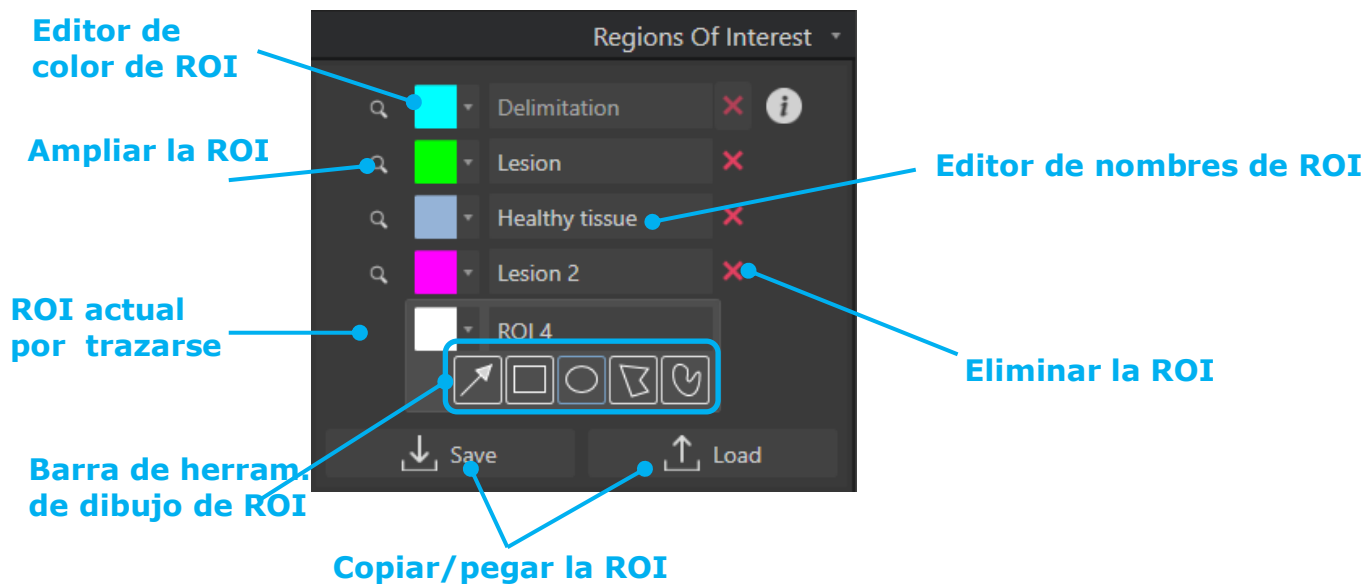 Editor de
color de ROI
Regions Of Interest
Delimitation
i
Ampliar la ROI
Lesion
Editor de nombres de ROI
Healthy tissue
Lesion 2
ROI actual
por trazarse
ROI 4
Eliminar la ROI
Save
Load
Barra de herram.
de dibujo de ROI
Copiar/pegar la ROI